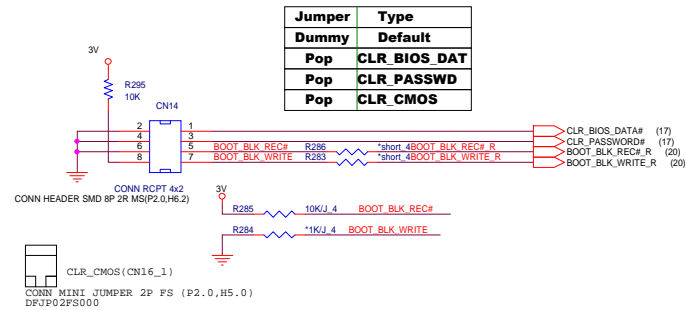 Jumper Type
Dummy Default
Pop CLR_BIOS_DAT
Pop CLR_PASSWD
Pop CLR_CMOS
3V
R295
10K
CN14
2 1
4 3
6 5 BOOT_BLK_REC# R286 *short_4 BOOT_BLK_REC#_R
8 7 BOOT_BLK_WRITE R283 *short_4 BOOT_BLK_WRITE_R
CLR_BIOS_DATA# (17)
CLR_PASSWORD# (17)
BOOT_BLK_REC#_R (20)
BOOT_BLK_WRITE_R (20)
CONN RCPT 4x2
CONN HEADER SMD 8P 2R MS(P2.0,H6.2)
3V
R285 10K/J_4 BOOT_BLK_REC#
R284 *1K/J_4 BOOT_BLK_WRITE
CLR_CMOS(CN16_1)
CONN MINI JUMPER 2P FS (P2.0,H5.0)
DFJP02FS000